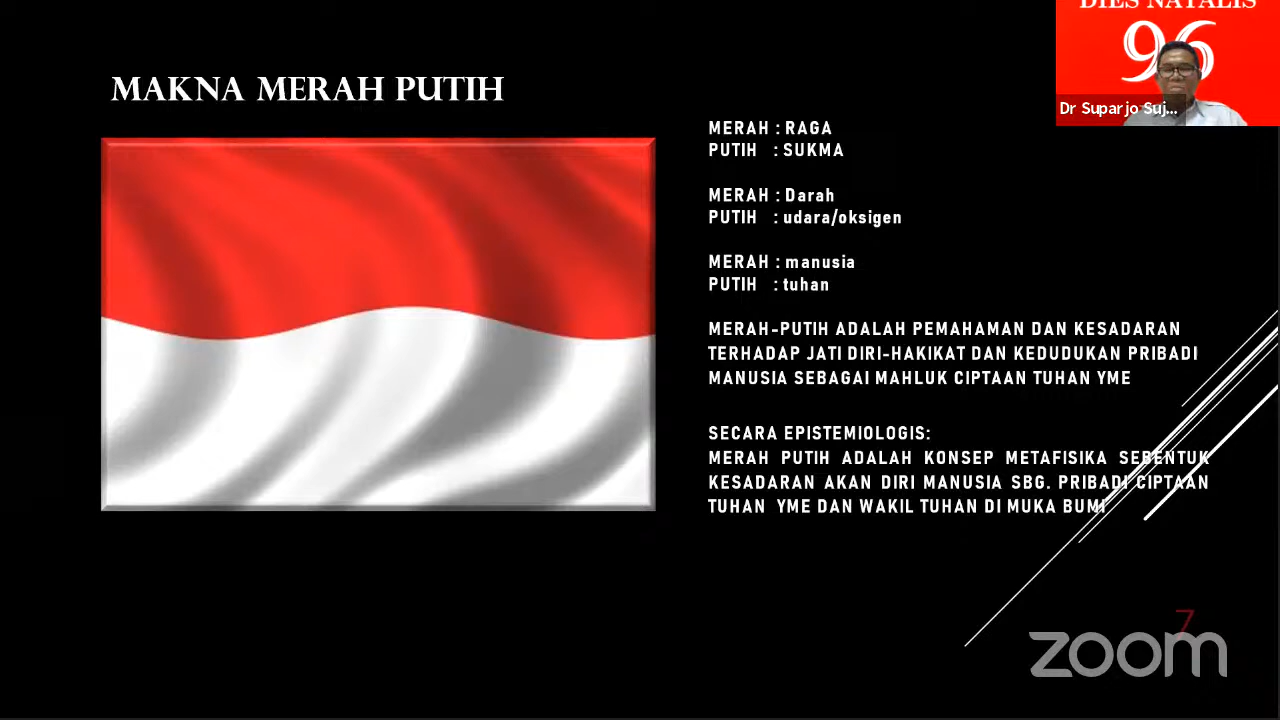 DIES NATALIS
96
Dr Suparjo Suj...
MAKNA MERAH PUTIH
MERAH : RAGA
PUTIH : SUKMA
MERAH : Darah
PUTIH : udara/oksigen
MERAH : manusia
PUTIH : tuhan
MERAH-PUTIH ADALAH PEMAHAMAN DAN KESADARAN
TERHADAP JATI DIRI-HAKIKAT DAN KEDUDUKAN PRIBADI
MANUSIA SEBAGAI MAHLUK CIPTAAN TUHAN YME
SECARA EPISTEMIOLOGIS:
MERAH PUTIH ADALAH KONSEP METAFISIKA SEBENTUK
KESADARAN AKAN DIRI MANUSIA SBG. PRIBADI CIPTAAN
TUHAN YME DAN WAKIL TUHAN DI MUKA BUMI
7
zoom